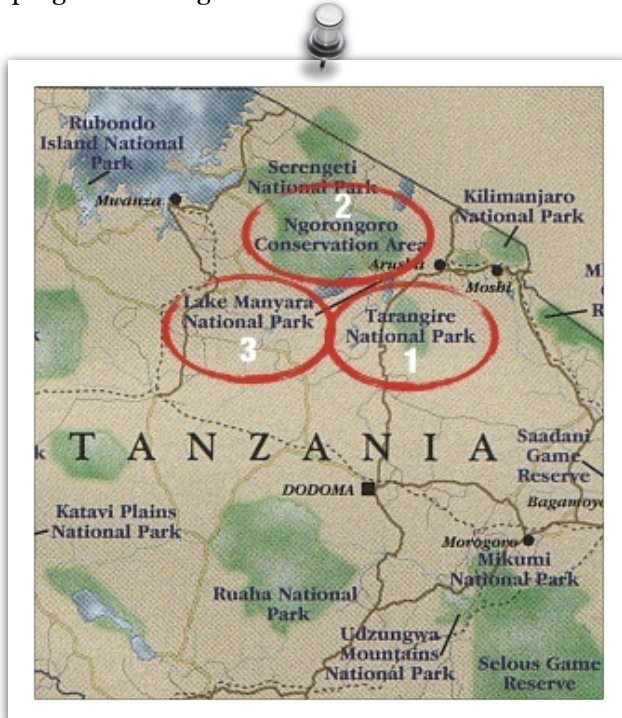 Rubondo
Island National
Park
Mwanza
Serengeti
National Park
2
Ngorongoro
Conservation Area
Kilimanjaro
National Park
Arusha
Moshi
M
R
Lake Manyara
National Park
3
Tarangire
National Park
1
k
TANZANIA
Saadani
Game
Reserve
DODOMA
Bagamoyo
Katavi Plains
National Park
Morogoro
Mikumi
National Park
Ruaha National
Park
Udzungwa
Mountains
National Park
Selous Game
Reserve